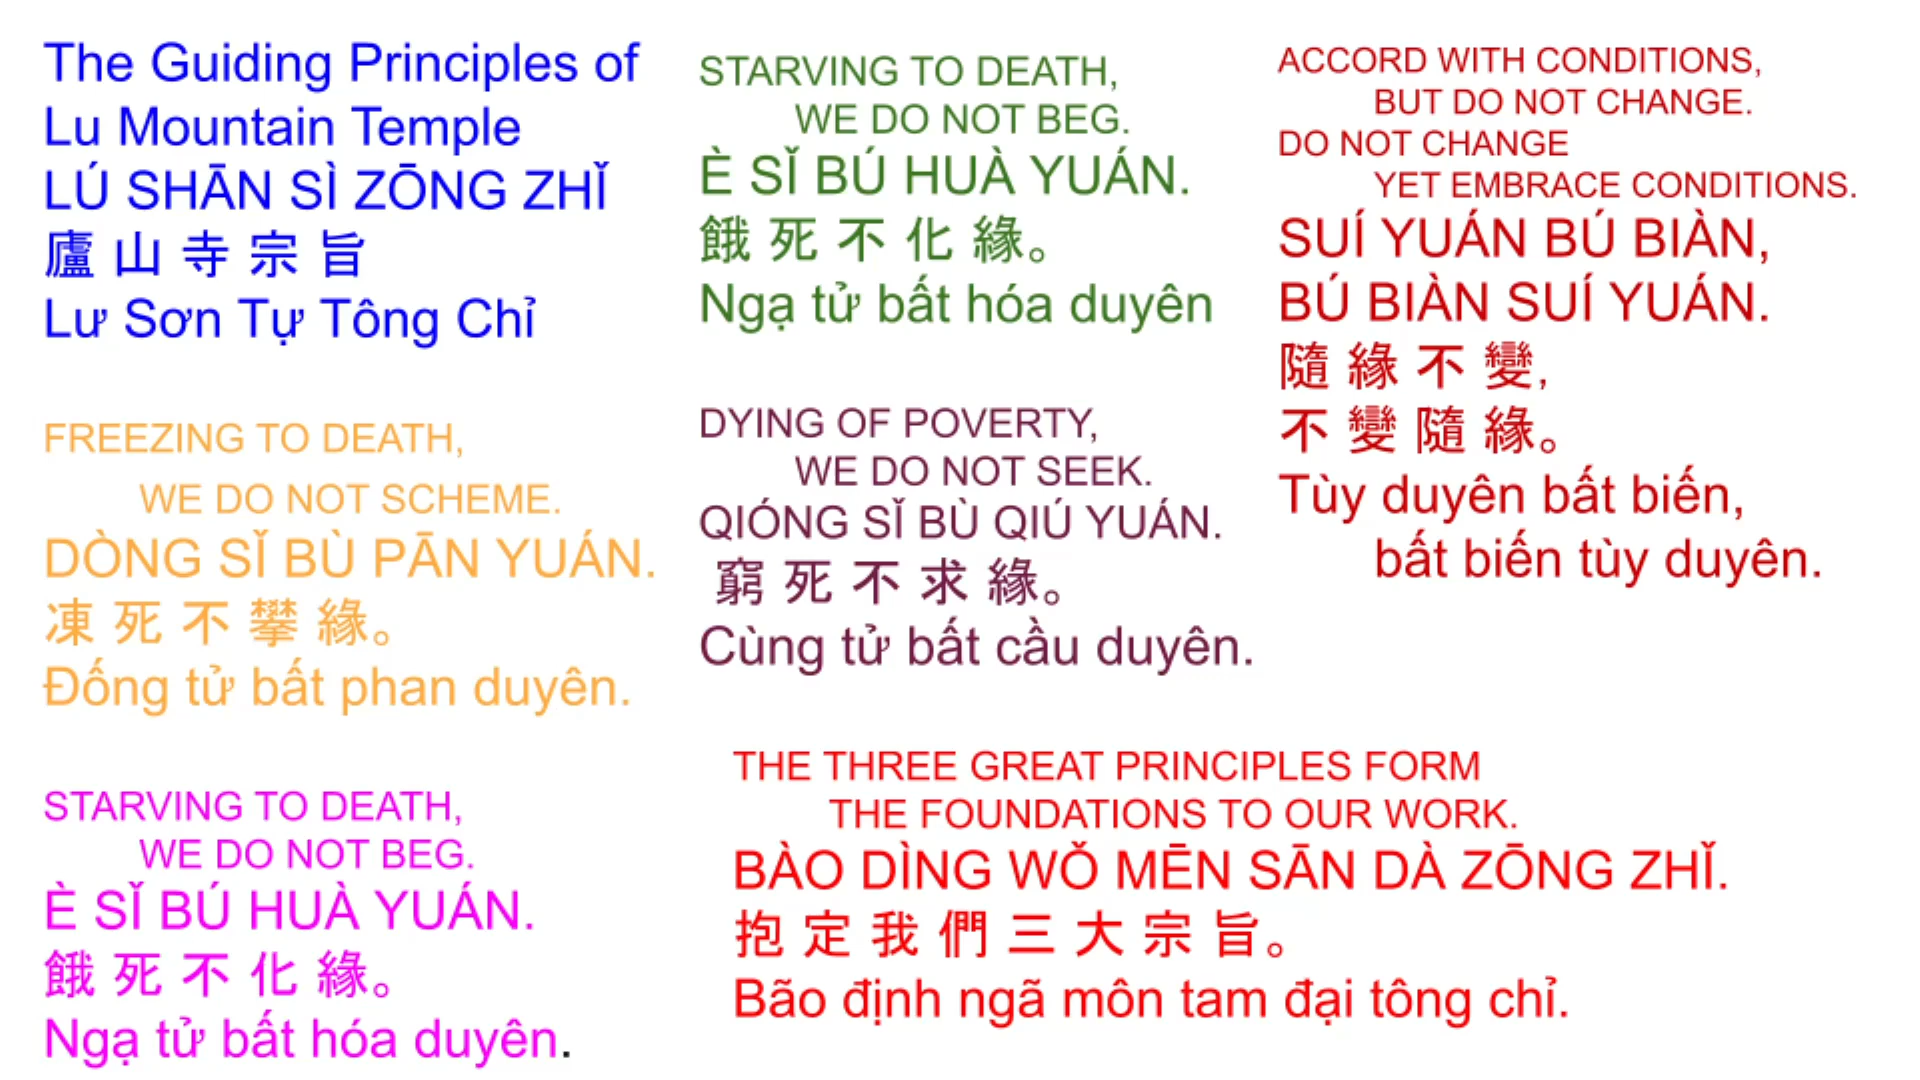 The Guiding Principles of
Lu Mountain Temple
LÚ SHĀN SÌ ZŌNG ZHǏ
廬 山 寺 宗 旨
Lư Sơn Tự Tông Chỉ
FREEZING TO DEATH,
WE DO NOT SCHEME.
DÒNG SǏ BÙ PĀN YUÁN.
凍 死 不 攀 緣。
Đống tử bất phan duyên.
STARVING TO DEATH,
WE DO NOT BEG.
È SǏ BÚ HUÀ YUÁN.
餓 死 不 化 緣。
Ngạ tử bất hóa duyên.
STARVING TO DEATH,
WE DO NOT BEG.
È SǏ BÚ HUÀ YUÁN.
餓 死 不 化 緣。
Ngạ tử bất hóa duyên
DYING OF POVERTY,
WE DO NOT SEEK.
QIÓNG SǏ BÙ QIÚ YUÁN.
窮 死 不 求 緣。
Cùng tử bất cầu duyên.
ACCORD WITH CONDITIONS,
BUT DO NOT CHANGE.
DO NOT CHANGE
YET EMBRACE CONDITIONS.
SUÍ YUÁN BÚ BIÀN,
BÚ BIÀN SUÍ YUÁN.
隨 緣 不 變,
不 變 隨 緣。
Tùy duyên bất biến,
bất biến tùy duyên.
THE THREE GREAT PRINCIPLES FORM
THE FOUNDATIONS TO OUR WORK.
BÀO DÌNG WǑ MĒN SĀN DÀ ZŌNG ZHǏ.
抱 定 我 們 三 大 宗 旨。
Bão định ngã môn tam đại tông chỉ.